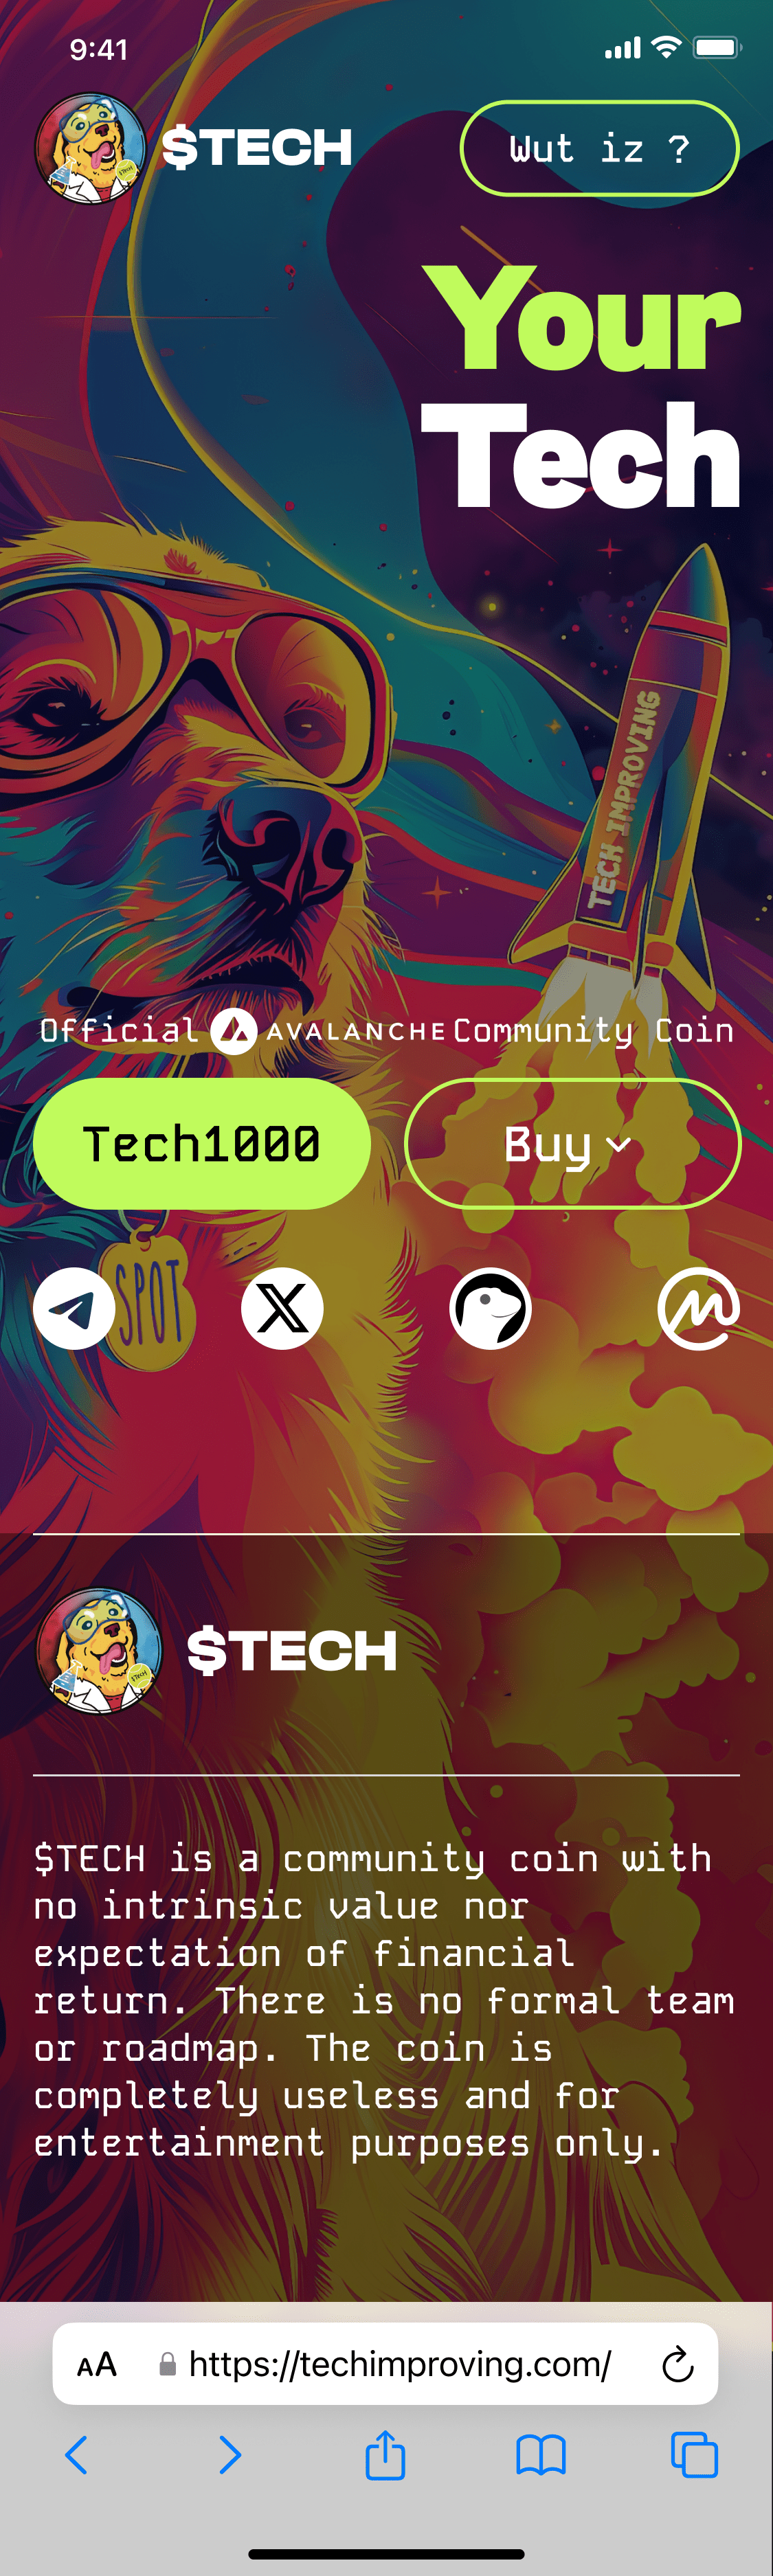 9:41
$TECH
Wut iz ?
Your
Tech
TECH IMPROVING
Official AVALANCHE Community Coin
Tech1000
Buy
SPOT
$TECH
$TECH is a community coin with
no intrinsic value nor
expectation of financial
return. There is no formal team
or roadmap. The coin is
completely useless and for
entertainment purposes only.
AA https://techimproving.com/